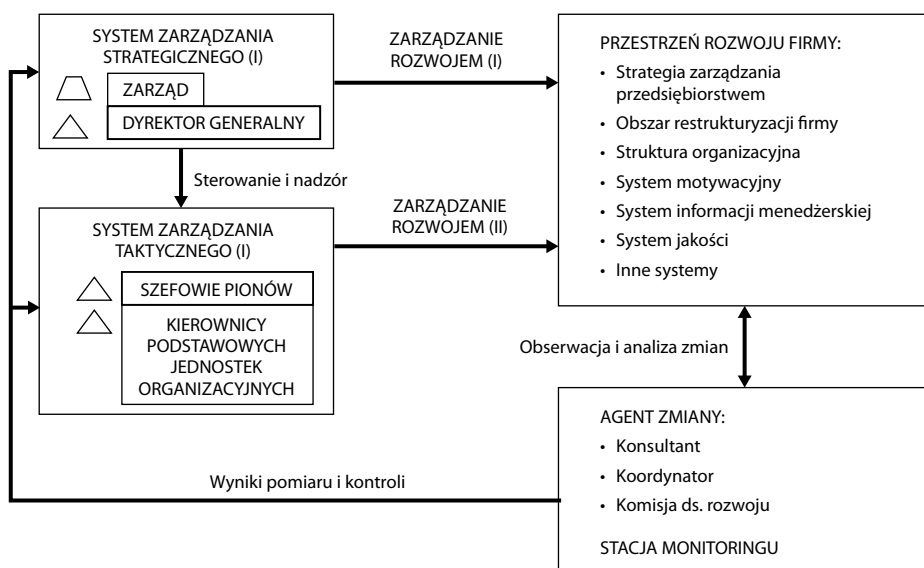 SYSTEM ZARZĄDZANIA
STRATEGICZNEGO (I)
ZARZĄD
DYREKTOR GENERALNY
ZARZĄDZANIE
ROZWOJEM (I)
PRZESTRZEŃ ROZWOJU FIRMY:
• Strategia zarządzania
przedsiębiorstwem
• Obszar restrukturyzacji firmy
• Struktura organizacyjna
• System motywacyjny
• System informacji menedżerskiej
• System jakości
• Inne systemy
Sterowanie i nadzór
SYSTEM ZARZĄDZANIA
TAKTYCZNEGO (I)
SZEFOWIE PIONÓW
KIEROWNICY
PODSTAWOWYCH
JEDNOSTEK
ORGANIZACYJNYCH
ZARZĄDZANIE
ROZWOJEM (II)
Obserwacja i analiza zmian
AGENT ZMIANY:
• Konsultant
• Koordynator
• Komisja ds. rozwoju
STACJA MONITORINGU
Wyniki pomiaru i kontroli